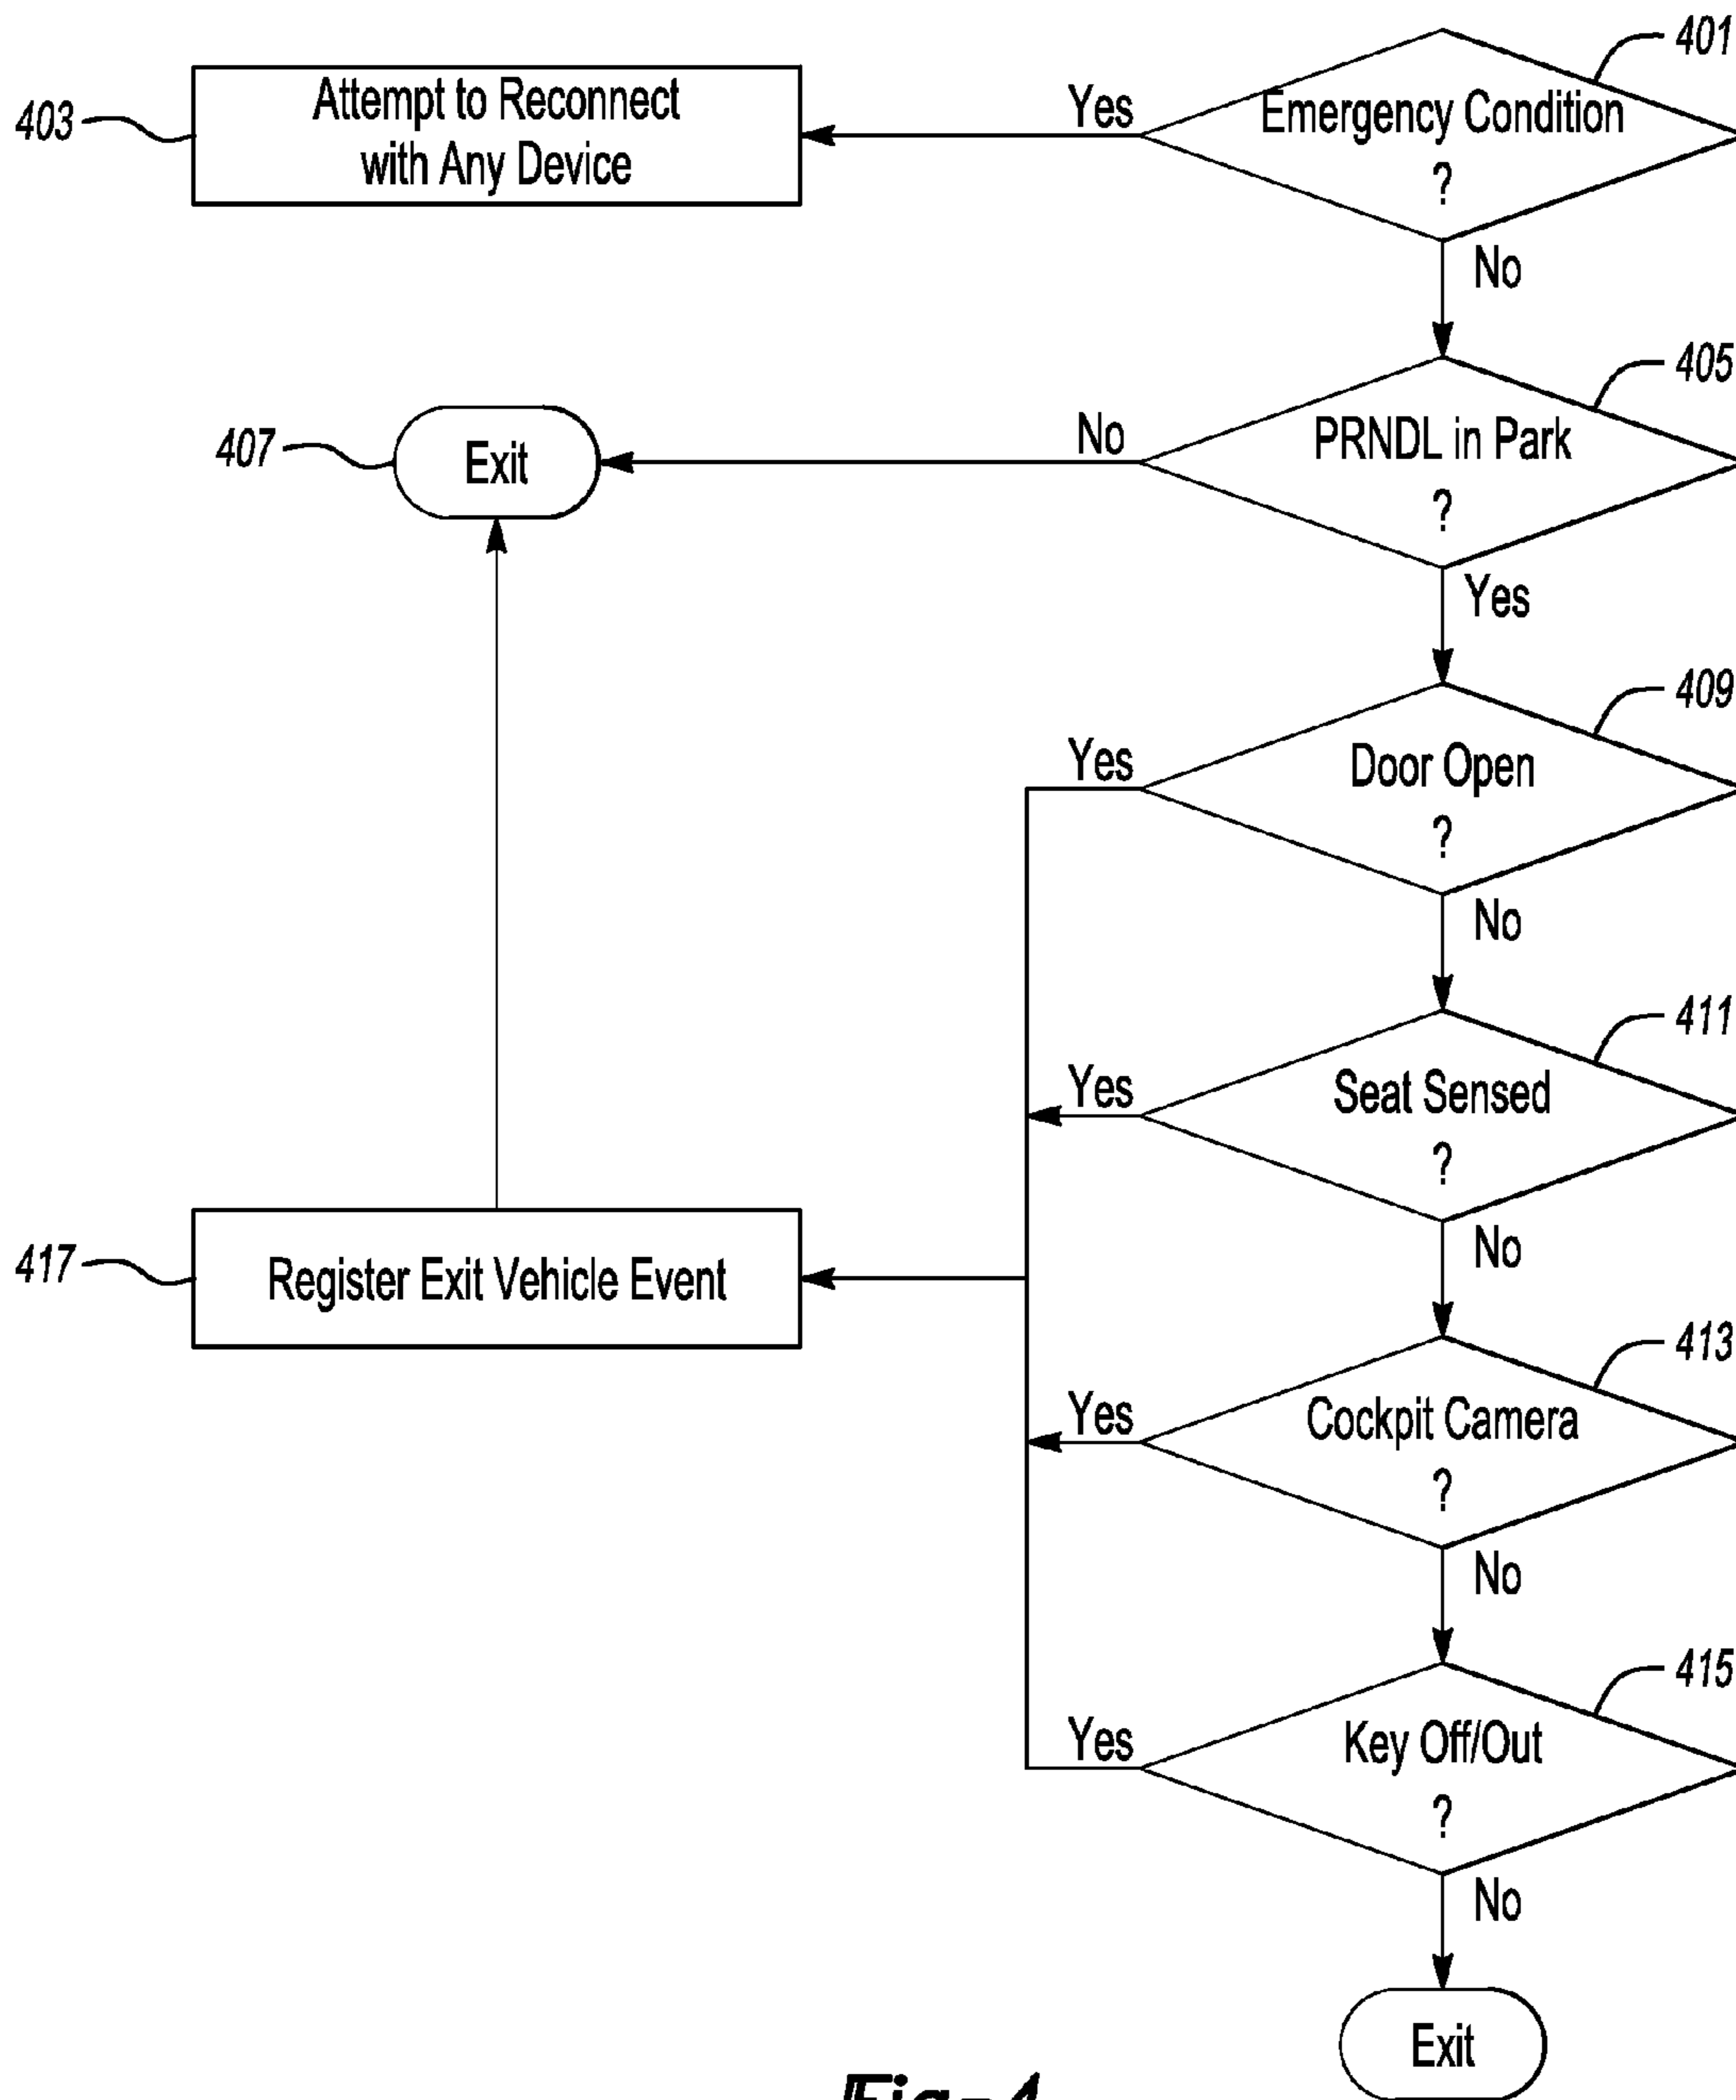 401
Emergency Condition
?
Yes
Attempt to Reconnect
with Any Device
403
No
405
PRNDL in Park
?
No
Exit
407
Yes
409
Door Open
?
Yes
No
411
Seat Sensed
?
Yes
No
417
Register Exit Vehicle Event
413
Cockpit Camera
?
Yes
No
415
Key Off/Out
?
Yes
No
Exit
Fig-4